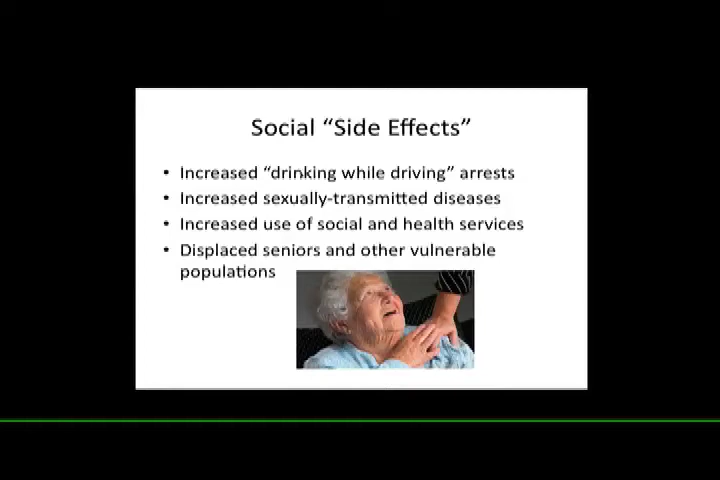 Social “Side Effects”
• Increased “drinking while driving” arrests
• Increased sexually-transmitted diseases
• Increased use of social and health services
• Displaced seniors and other vulnerable
populations